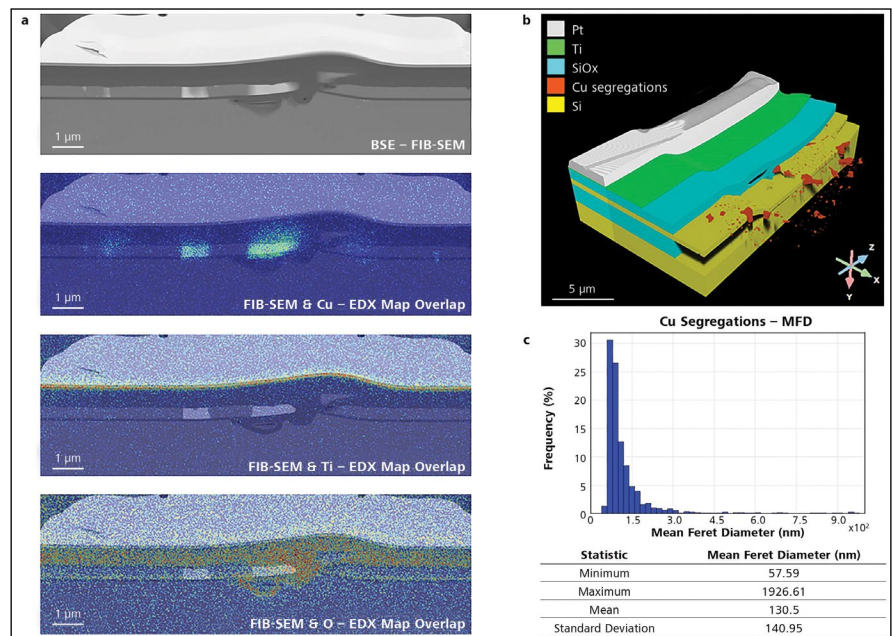 a
1 µm
BSE – FIB-SEM
1 µm
FIB-SEM & Cu – EDX Map Overlap
1 µm
FIB-SEM & Ti – EDX Map Overlap
1 µm
FIB-SEM & O – EDX Map Overlap
b
Pt
Ti
SiOx
Cu segregations
Si
5 µm
Z
X
Y
Cu Segregations – MFD
c
Frequency (%)
30
25
20
15
10
5
0
0 1.5 3.0 4.5 6.0 7.5 9.0
×10²
Mean Feret Diameter (nm)
Statistic Mean Feret Diameter (nm)
Minimum 57.59
Maximum 1926.61
Mean 130.5
Standard Deviation 140.95